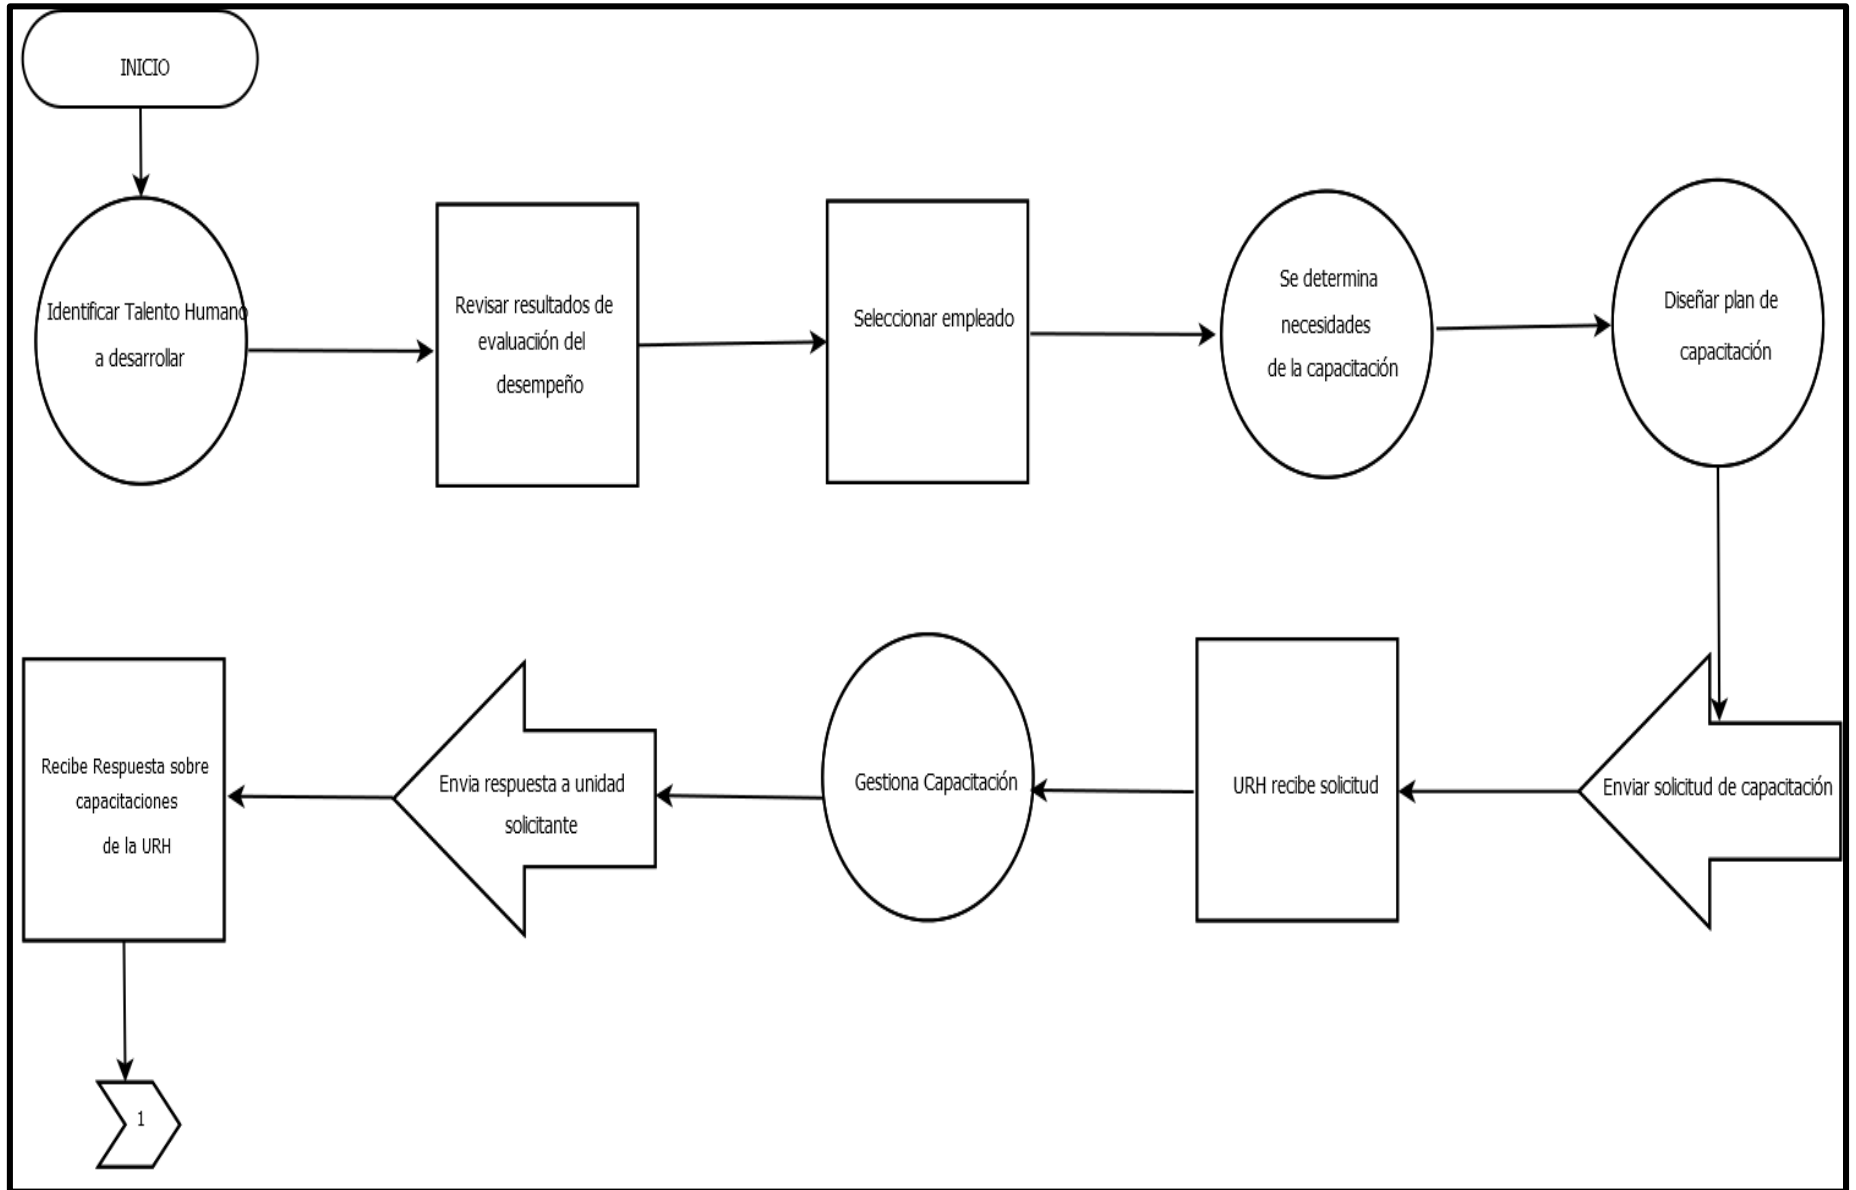 INICIO
Identificar Talento Humano
a desarrollar
Revisar resultados de
evaluaciión del
desempeño
Seleccionar empleado
Se determina
necesidades
de la capacitación
Diseñar plan de
capacitación
Enviar solicitud de capacitación
URH recibe solicitud
Gestiona Capacitación
Envia respuesta a unidad
solicitante
Recibe Respuesta sobre
capacitaciones
de la URH
1